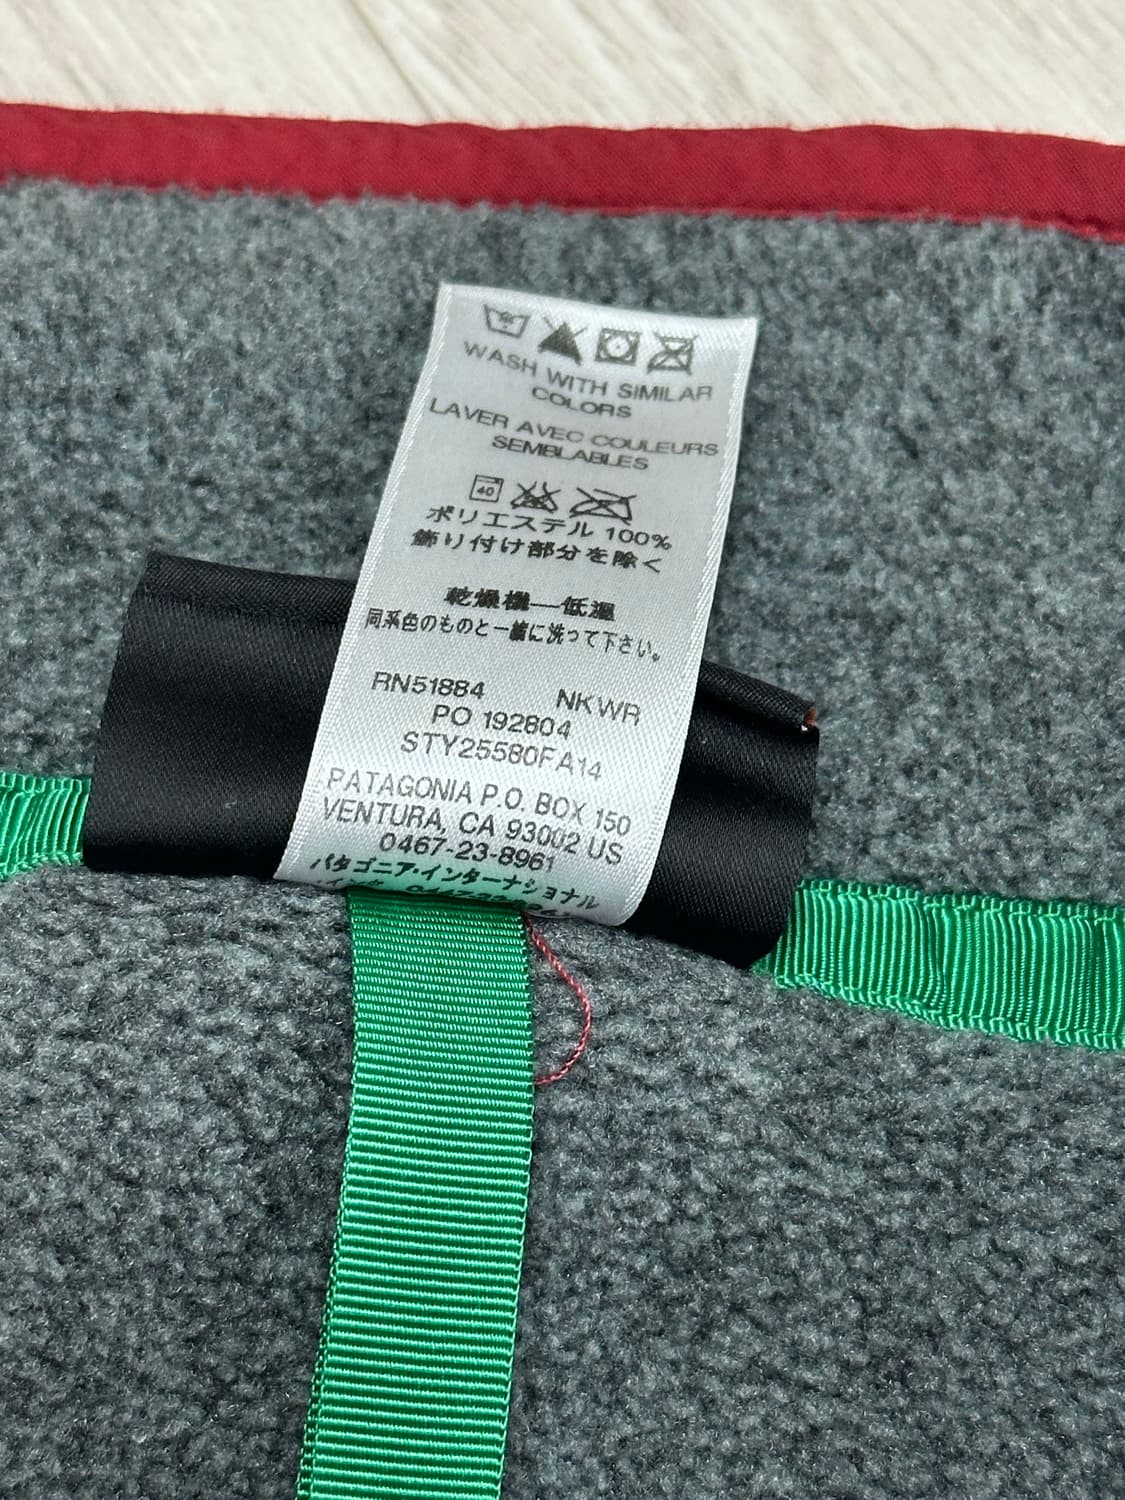 WASH WITH SIMILAR
COLORS
LAVER AVEC COULEURS
SEMBLABLES
40
ポリエステル 100%
飾り付け部分を除く
乾燥機—低温
同系色のものと一緒に洗って下さい。
RN51884 NKWR
PO 192804
STY25580FA14
PATAGONIA P.O. BOX 150
VENTURA, CA 93002 US
0467-23-8961
パタゴニア・インターナショナル